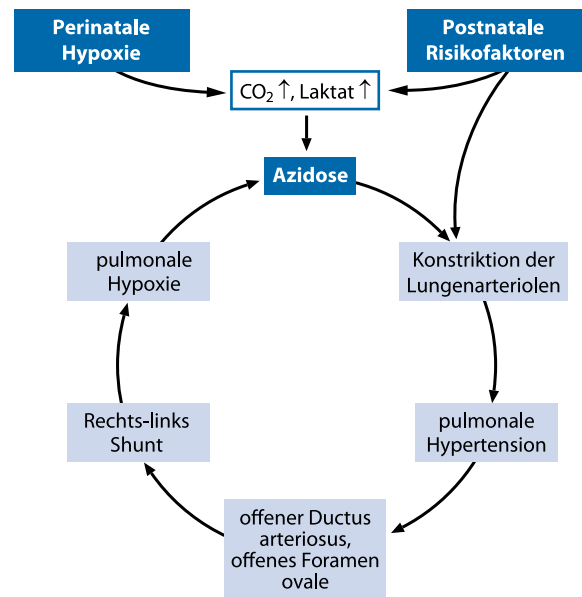 Perinatale
Hypoxie
Postnatale
Risikofaktoren
CO₂ ↑, Laktat ↑
Azidose
pulmonale
Hypoxie
Konstriktion der
Lungenarteriolen
Rechts-links
Shunt
pulmonale
Hypertension
offener Ductus
arteriosus,
offenes Foramen
ovale